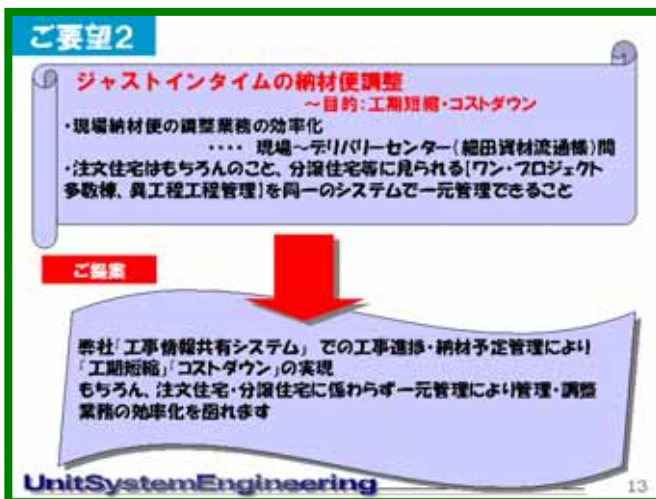 ご要望2
ジャストインタイムの納材便調整
～目的:工期短縮・コストダウン
・現場納材便の調整業務の効率化
・・・・ 現場～デリバリーセンター(細田資材流通様)間
・注文住宅はもちろんのこと、分譲住宅等に見られる[ワン・プロジェクト
多数棟、異工程工程管理]を同一のシステムで一元管理できること
ご提案
弊社「工事情報共有システム」での工事進捗・納材予定管理により
「工期短縮」「コストダウン」の実現
もちろん、注文住宅・分譲住宅に係わらず一元管理により管理・調整
業務の効率化を図れます
UnitSystemEngineering
13